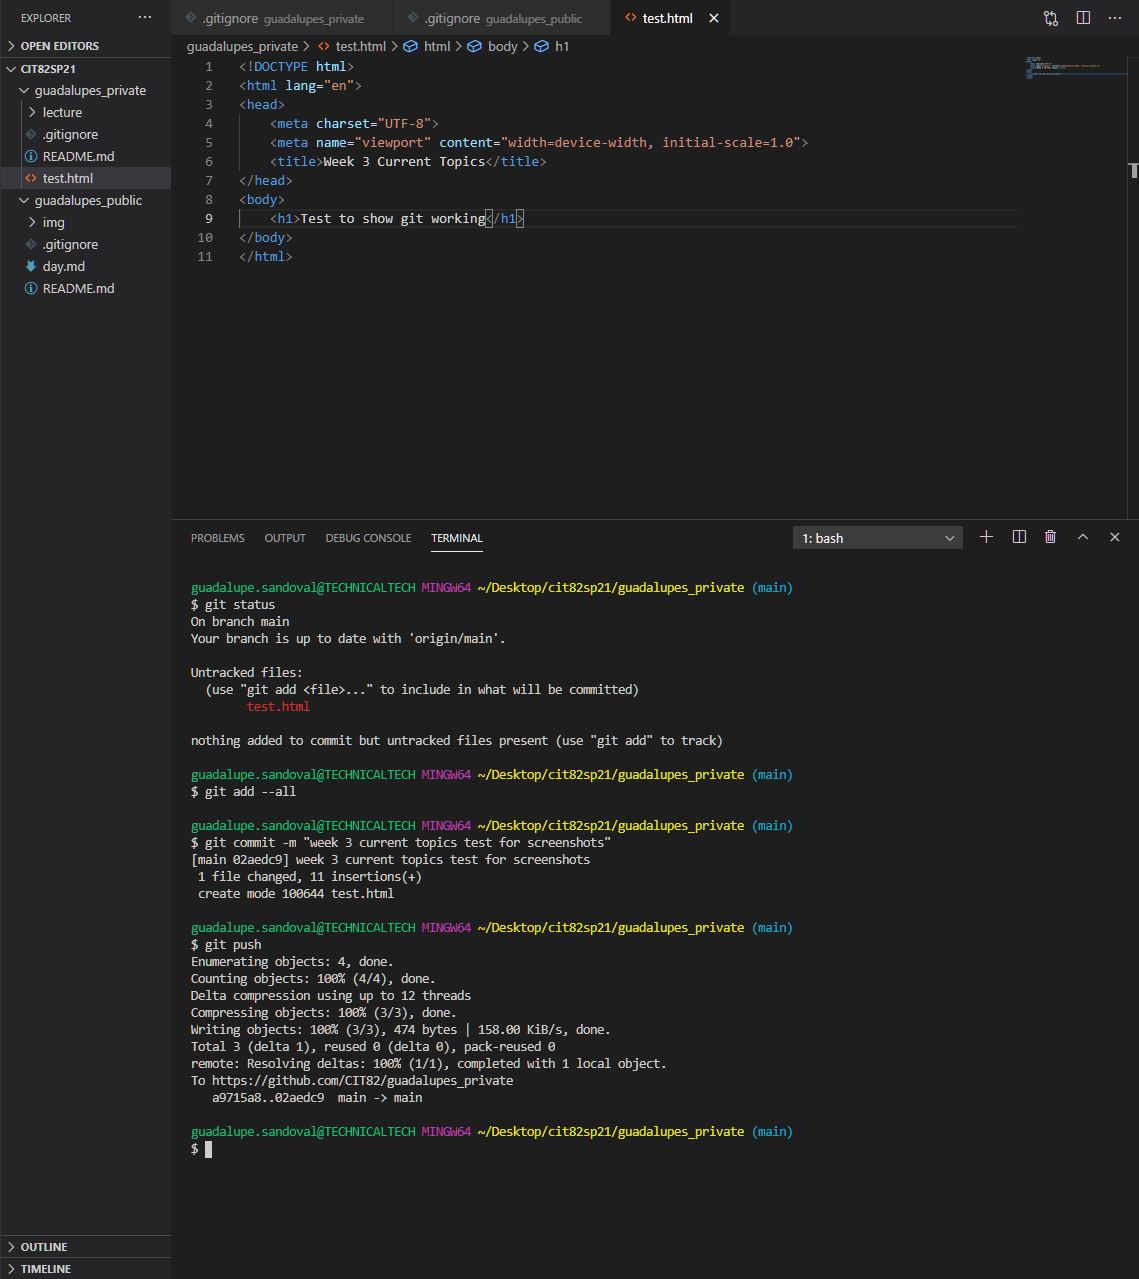 EXPLORER ...
OPEN EDITORS
CIT82SP21
guadalupes_private
lecture
.gitignore
README.md
test.html
guadalupes_public
img
.gitignore
day.md
README.md
OUTLINE
TIMELINE
.gitignore guadalupes_private
.gitignore guadalupes_public
test.html
guadalupes_private > test.html > html > body > h1
1 <!DOCTYPE html>
2 <html lang="en">
3 <head>
4 <meta charset="UTF-8">
5 <meta name="viewport" content="width=device-width, initial-scale=1.0">
6 <title>Week 3 Current Topics</title>
7 </head>
8 <body>
9 <h1>Test to show git working</h1>
10 </body>
11 </html>
PROBLEMS OUTPUT DEBUG CONSOLE TERMINAL 1: bash
guadalupe.sandoval@TECHNICALTECH MINGW64 ~/Desktop/cit82sp21/guadalupes_private (main)
$ git status
On branch main
Your branch is up to date with 'origin/main'.
Untracked files:
(use "git add <file>..." to include in what will be committed)
test.html
nothing added to commit but untracked files present (use "git add" to track)
guadalupe.sandoval@TECHNICALTECH MINGW64 ~/Desktop/cit82sp21/guadalupes_private (main)
$ git add --all
guadalupe.sandoval@TECHNICALTECH MINGW64 ~/Desktop/cit82sp21/guadalupes_private (main)
$ git commit -m "week 3 current topics test for screenshots"
[main 02aedc9] week 3 current topics test for screenshots
1 file changed, 11 insertions(+)
create mode 100644 test.html
guadalupe.sandoval@TECHNICALTECH MINGW64 ~/Desktop/cit82sp21/guadalupes_private (main)
$ git push
Enumerating objects: 4, done.
Counting objects: 100% (4/4), done.
Delta compression using up to 12 threads
Compressing objects: 100% (3/3), done.
Writing objects: 100% (3/3), 474 bytes | 158.00 KiB/s, done.
Total 3 (delta 1), reused 0 (delta 0), pack-reused 0
remote: Resolving deltas: 100% (1/1), completed with 1 local object.
To https://github.com/CIT82/guadalupes_private
a9715a8..02aedc9 main -> main
guadalupe.sandoval@TECHNICALTECH MINGW64 ~/Desktop/cit82sp21/guadalupes_private (main)
$